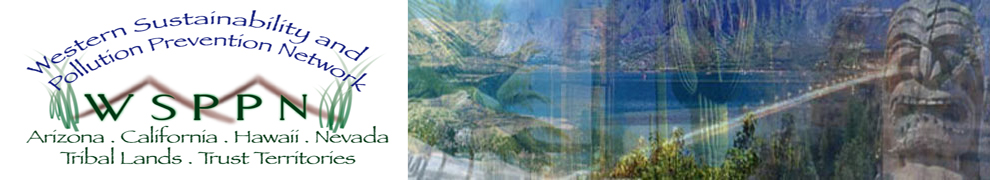 Western Sustainability and
Pollution Prevention Network
WSPPN
Arizona . California . Hawaii . Nevada
Tribal Lands . Trust Territories